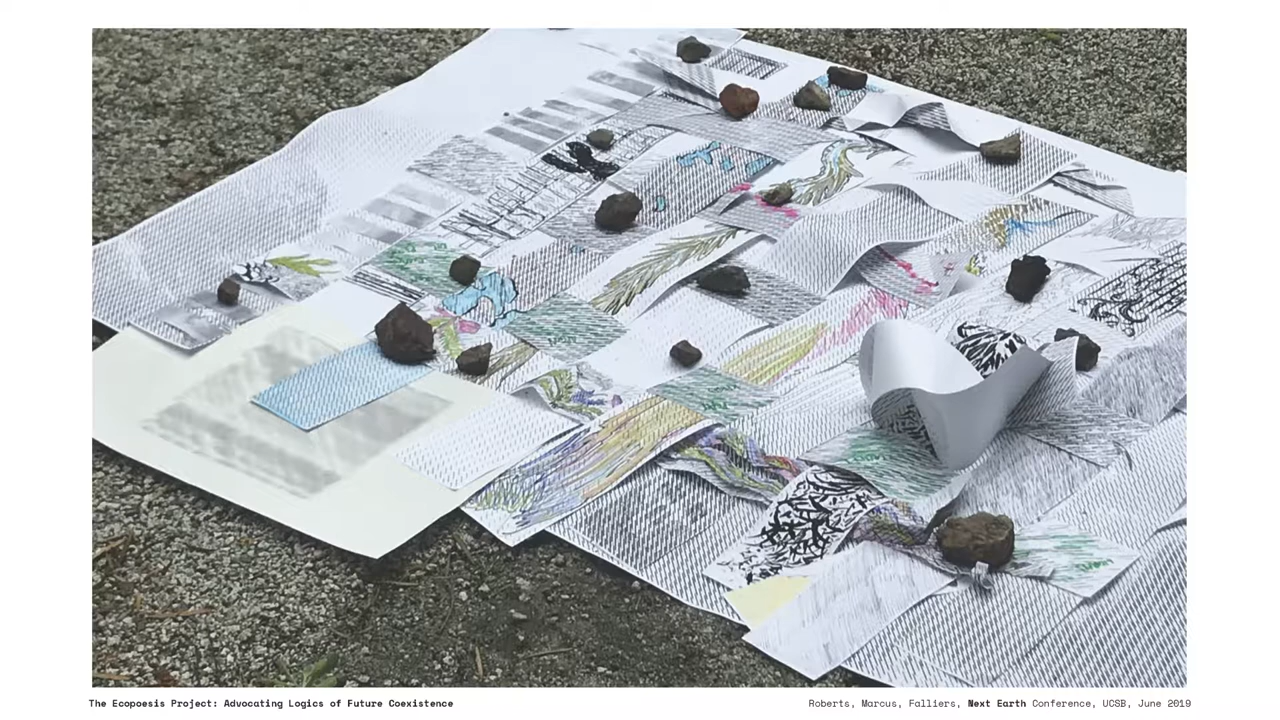 The Ecopoesis Project: Advocating Logics of Future Coexistence
Roberts, Marcus, Falliers, Next Earth Conference, UCSB, June 2019